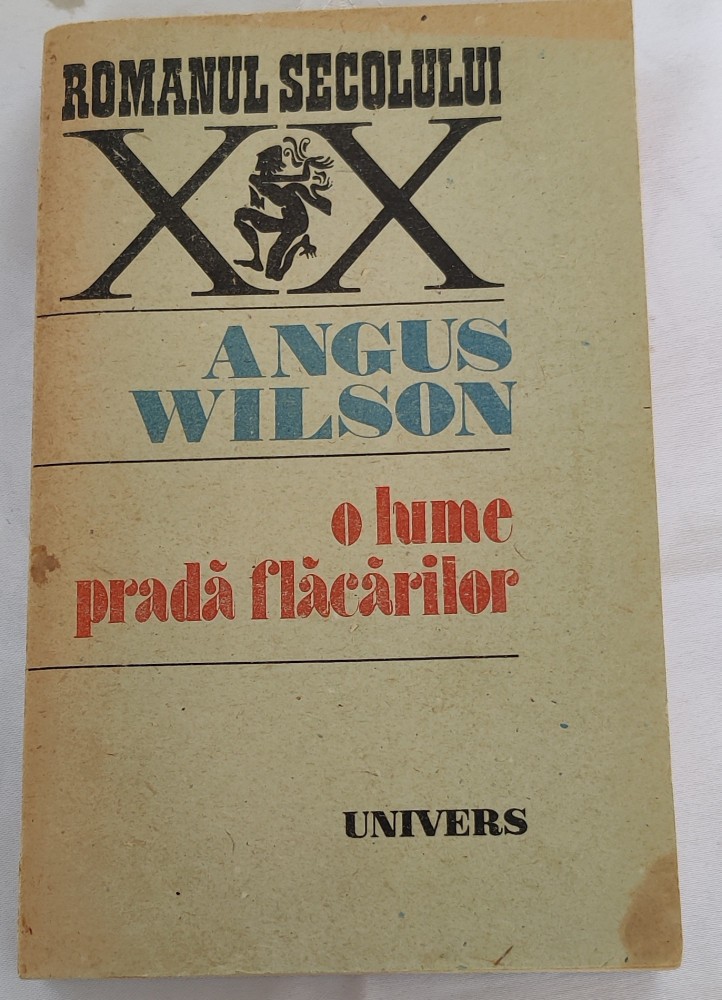 ROMANUL SECOLULUI
XX
ANGUS
WILSON
o lume
pradă flăcărilor
UNIVERS